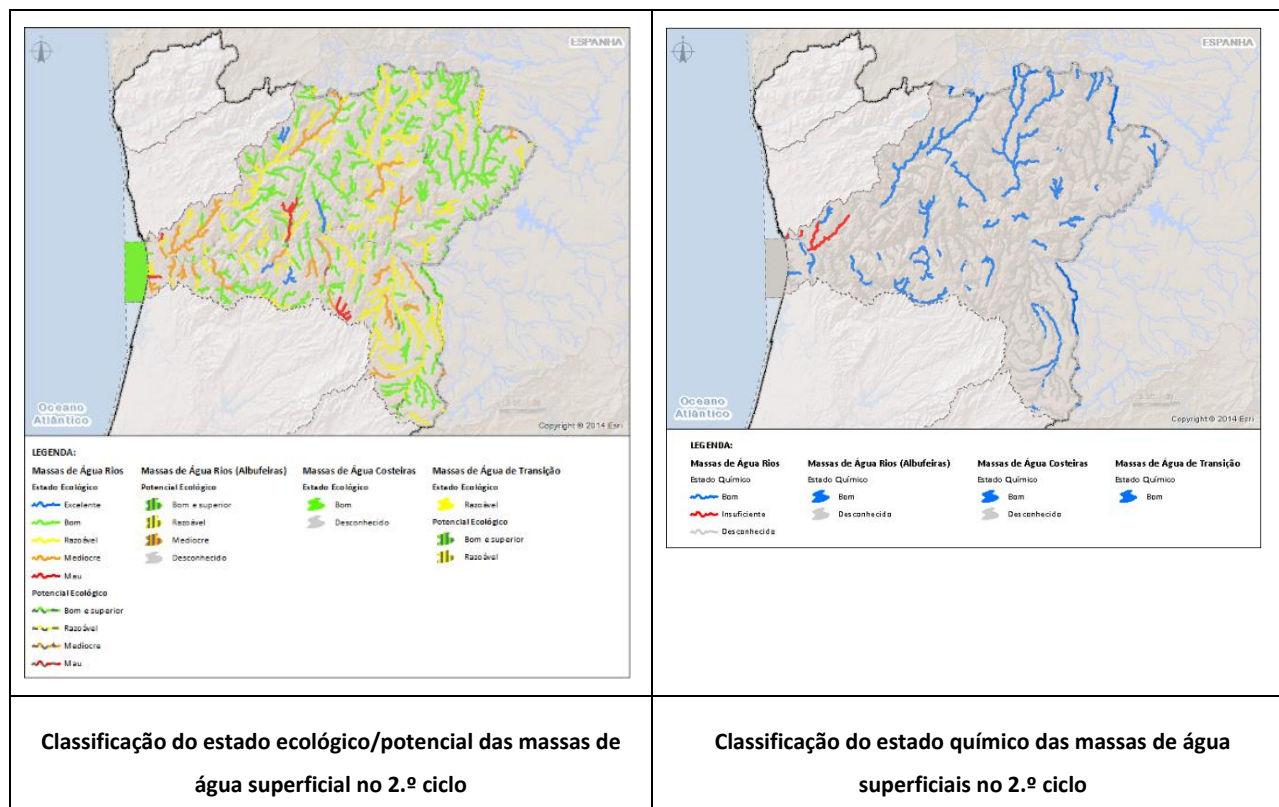 ESPANHA
Oceano
Atlântico
Copyright © 2014 Esri
LEGENDA:
Massas de Água Rios
Estado Ecológico
Excelente
Bom
Razoável
Medíocre
Mau
Potencial Ecológico
Bom e superior
Razoável
Medíocre
Mau
Massas de Água Rios (Albufeiras)
Potencial Ecológico
Bom e superior
Razoável
Medíocre
Desconhecido
Massas de Água Costeiras
Estado Ecológico
Bom
Desconhecido
Massas de Água de Transição
Estado Ecológico
Razoável
Potencial Ecológico
Bom e superior
Razoável
Classificação do estado ecológico/potencial das massas de
água superficial no 2.º ciclo
ESPANHA
Oceano
Atlântico
Copyright © 2014 Esri
LEGENDA:
Massas de Água Rios
Estado Químico
Bom
Insuficiente
Desconhecido
Massas de Água Rios (Albufeiras)
Estado Químico
Bom
Desconhecido
Massas de Água Costeiras
Estado Químico
Bom
Desconhecido
Massas de Água de Transição
Estado Químico
Bom
Classificação do estado químico das massas de água
superficiais no 2.º ciclo